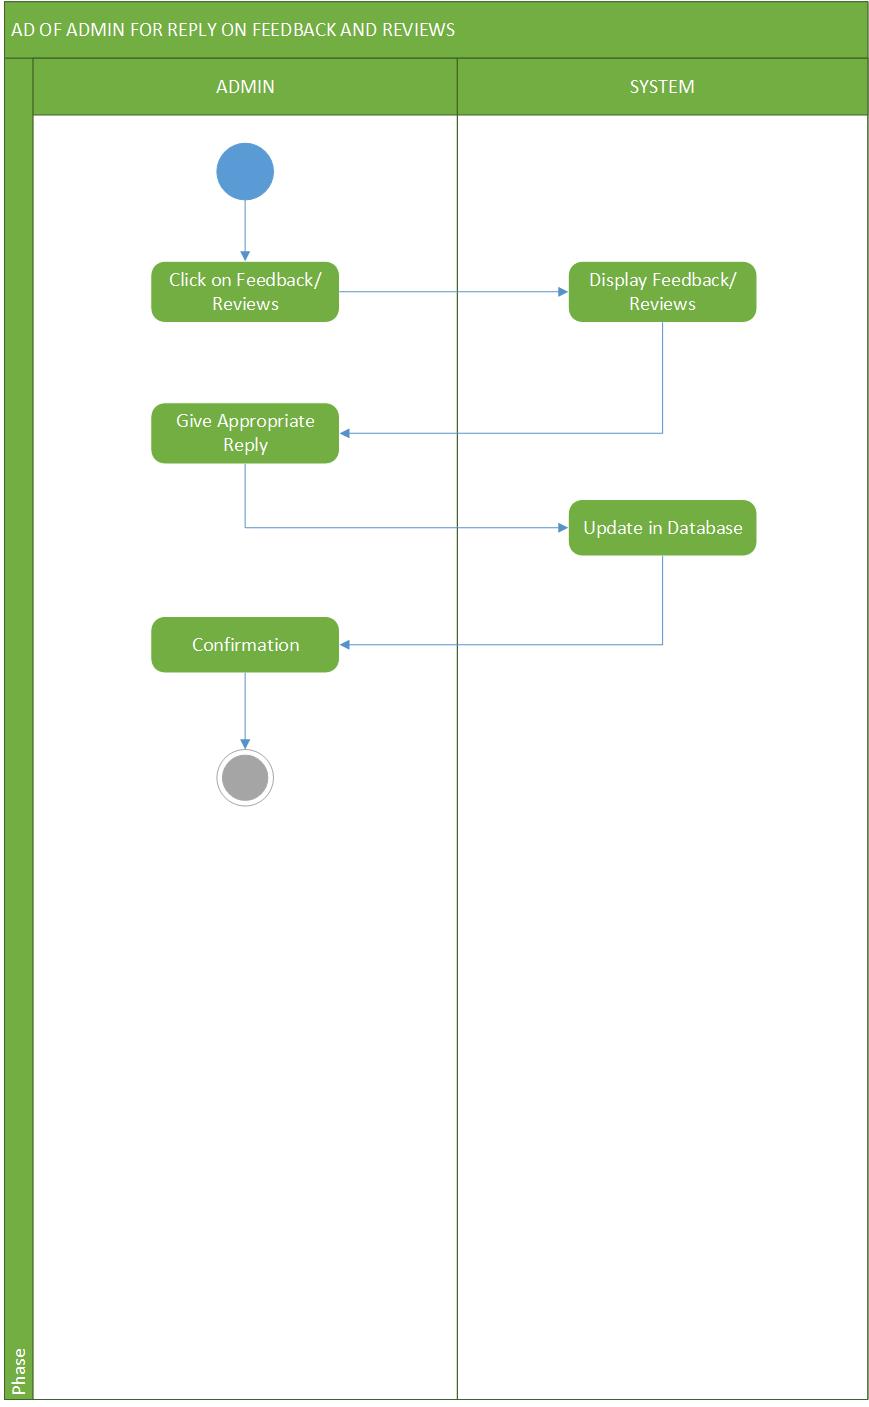 AD OF ADMIN FOR REPLY ON FEEDBACK AND REVIEWS
ADMIN
SYSTEM
Click on Feedback/
Reviews
Display Feedback/
Reviews
Give Appropriate
Reply
Update in Database
Confirmation
Phase